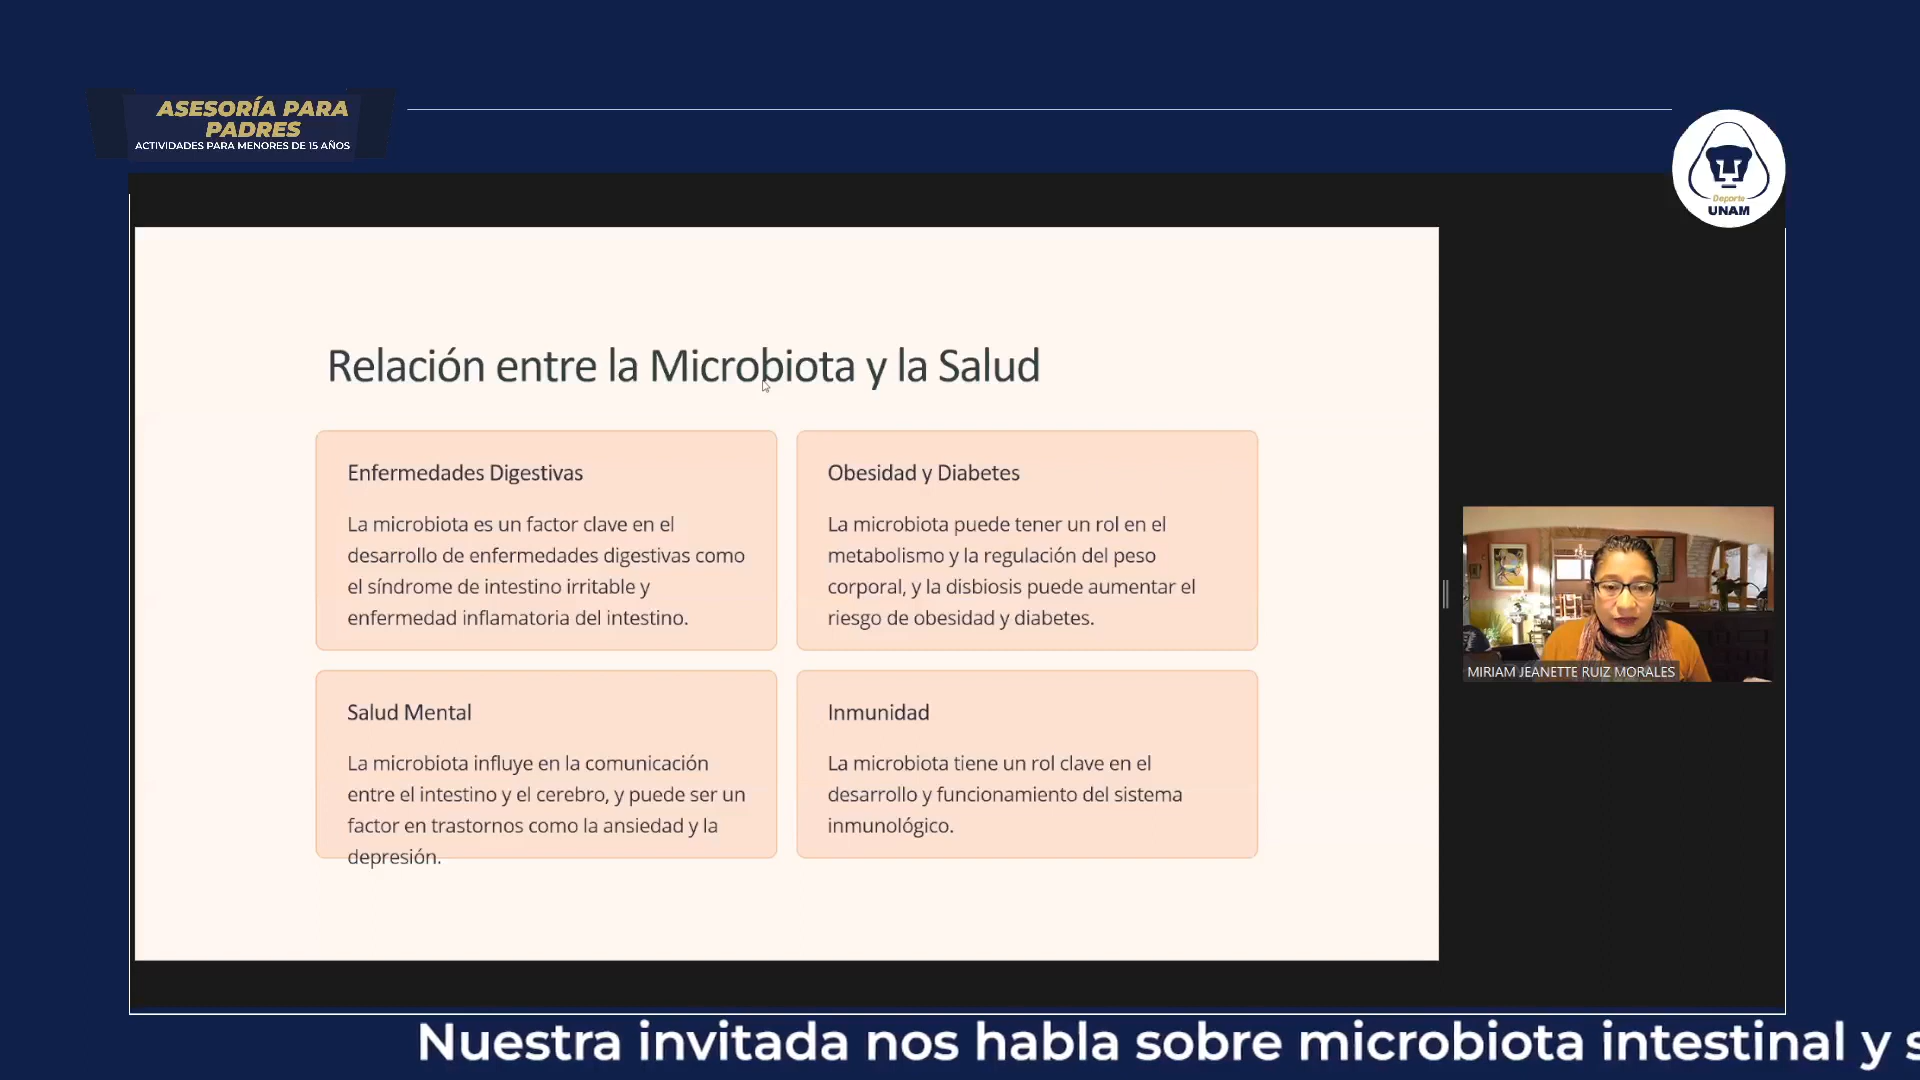 ASESORÍA PARA
PADRES
ACTIVIDADES PARA MENORES DE 15 AÑOS
Deporte
UNAM
Relación entre la Microbiota y la Salud
Enfermedades Digestivas
La microbiota es un factor clave en el
desarrollo de enfermedades digestivas como
el síndrome de intestino irritable y
enfermedad inflamatoria del intestino.
Obesidad y Diabetes
La microbiota puede tener un rol en el
metabolismo y la regulación del peso
corporal, y la disbiosis puede aumentar el
riesgo de obesidad y diabetes.
Salud Mental
La microbiota influye en la comunicación
entre el intestino y el cerebro, y puede ser un
factor en trastornos como la ansiedad y la
depresión.
Inmunidad
La microbiota tiene un rol clave en el
desarrollo y funcionamiento del sistema
inmunológico.
MIRIAM JEANETTE RUIZ MORALES
Nuestra invitada nos habla sobre microbiota intestinal y